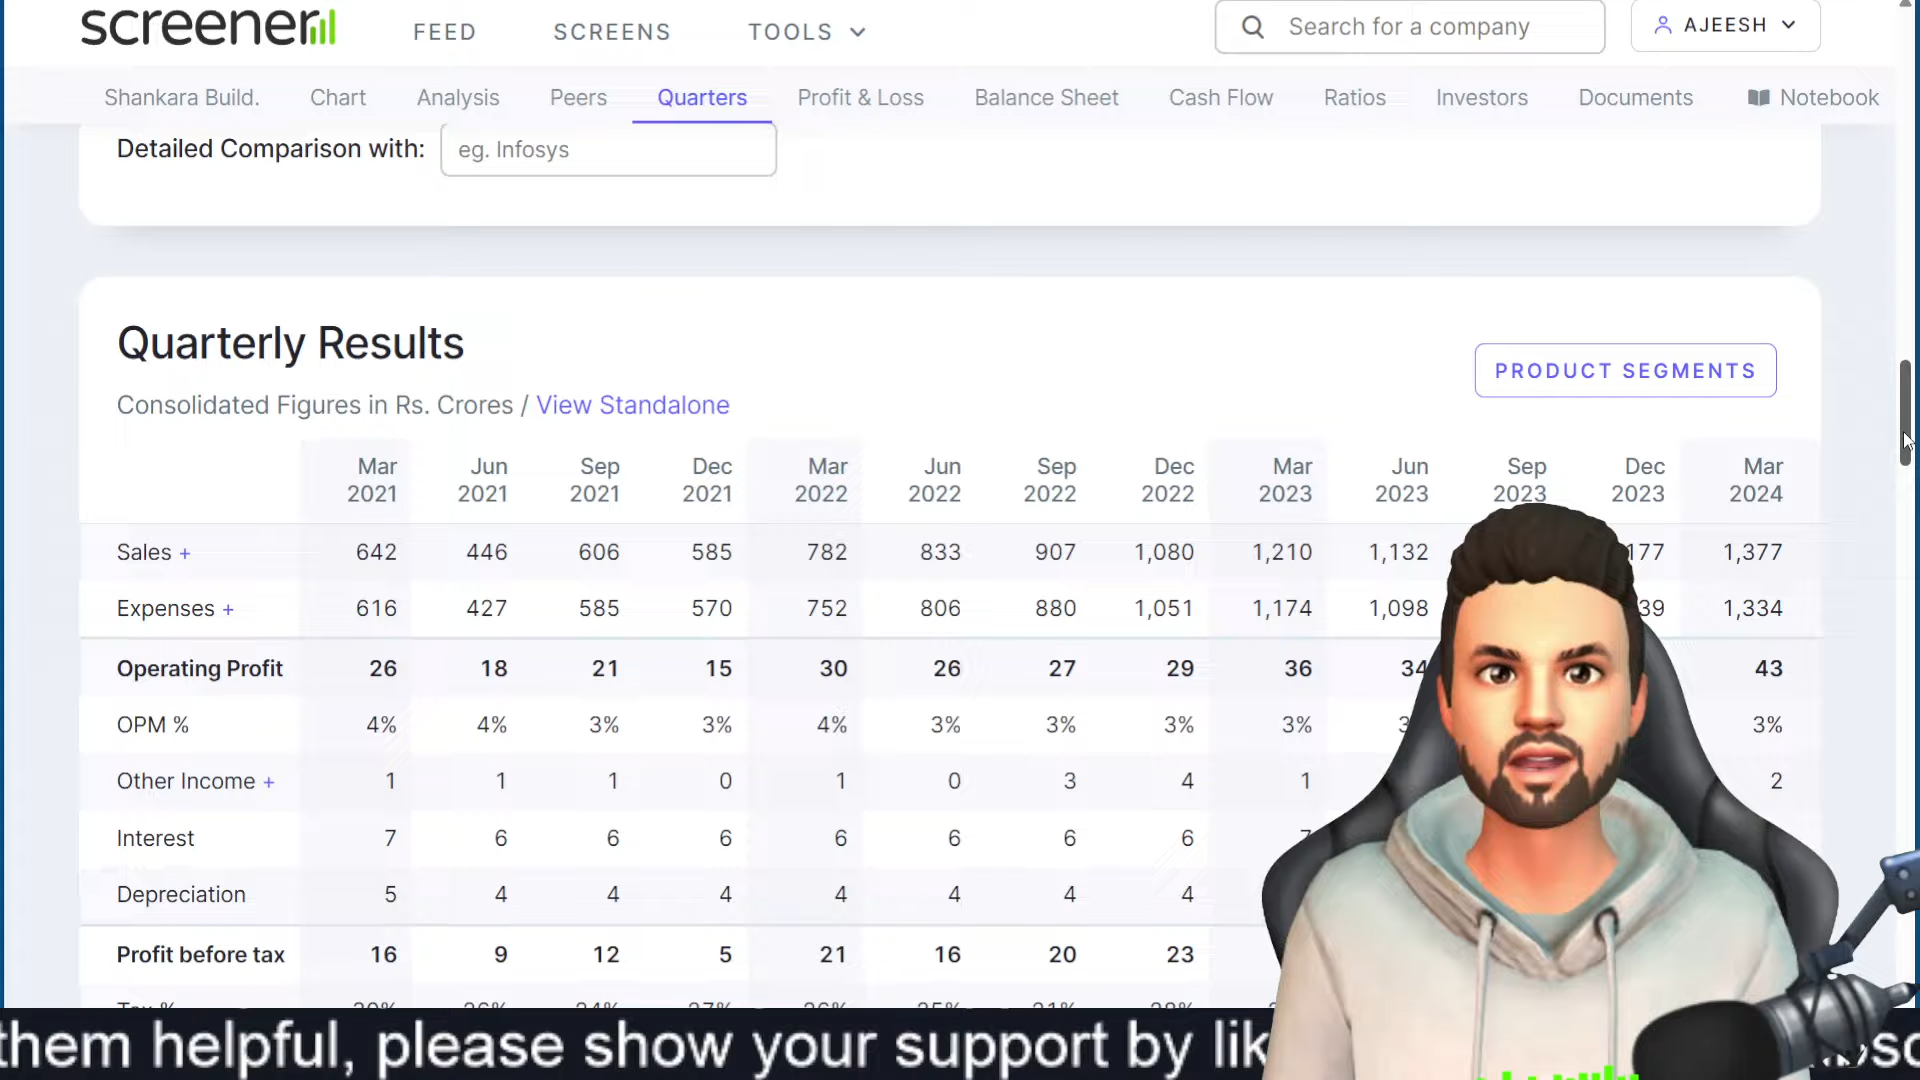 screener FEED SCREENS TOOLS Search for a company AJEESH
Shankara Build. Chart Analysis Peers Quarters Profit & Loss Balance Sheet Cash Flow Ratios Investors Documents Notebook
Detailed Comparison with: eg. Infosys
Quarterly Results
PRODUCT SEGMENTS
Consolidated Figures in Rs. Crores / View Standalone
Mar Jun Sep Dec Mar Jun Sep Dec Mar Jun Sep Dec Mar
2021 2021 2021 2021 2022 2022 2022 2022 2023 2023 2023 2023 2024
Sales + 642 446 606 585 782 833 907 1,080 1,210 1,132 177 1,377
Expenses + 616 427 585 570 752 806 880 1,051 1,174 1,098 39 1,334
Operating Profit 26 18 21 15 30 26 27 29 36 34 43
OPM % 4% 4% 3% 3% 4% 3% 3% 3% 3% 3 3%
Other Income + 1 1 1 0 1 0 3 4 1 2
Interest 7 6 6 6 6 6 6 6 7
Depreciation 5 4 4 4 4 4 4 4
Profit before tax 16 9 12 5 21 16 20 23
them helpful, please show your support by lik